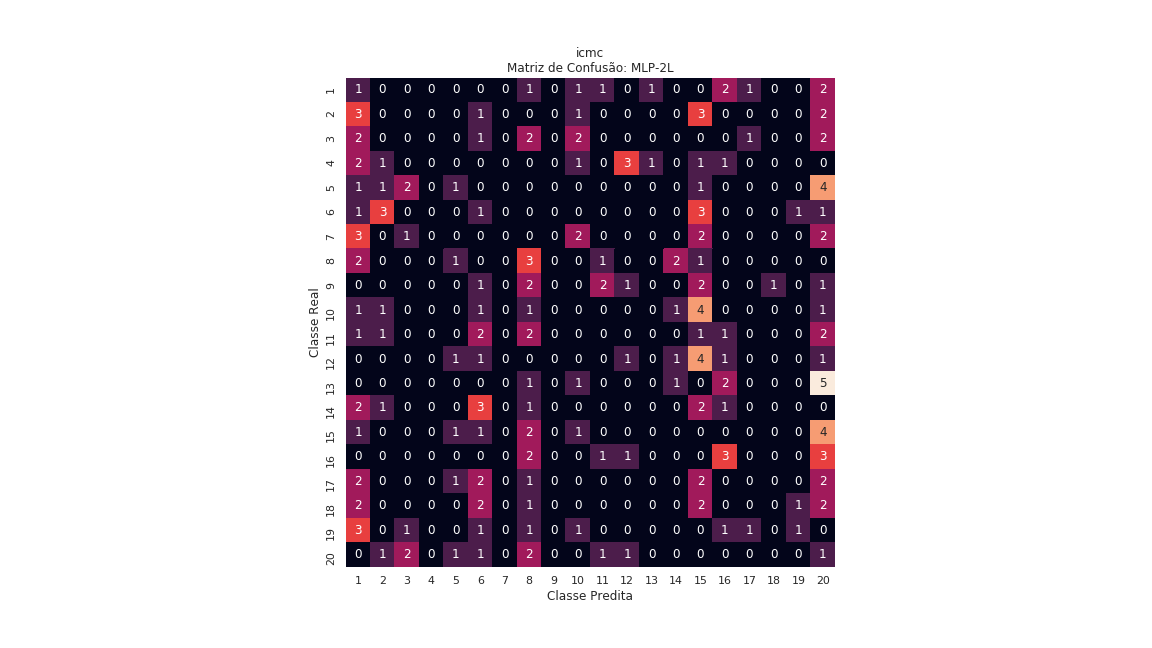 icmc
Matriz de Confusão: MLP-2L
1 1 0 0 0 0 0 0 1 0 1 1 0 1 0 0 2 1 0 0 2
2 3 0 0 0 0 1 0 0 0 1 0 0 0 0 3 0 0 0 0 2
3 2 0 0 0 0 1 0 2 0 2 0 0 0 0 0 0 1 0 0 2
4 2 1 0 0 0 0 0 0 0 1 0 3 1 0 1 1 0 0 0 0
5 1 1 2 0 1 0 0 0 0 0 0 0 0 0 1 0 0 0 0 4
6 1 3 0 0 0 1 0 0 0 0 0 0 0 0 3 0 0 0 1 1
7 3 0 1 0 0 0 0 0 0 2 0 0 0 0 2 0 0 0 0 2
8 2 0 0 0 1 0 0 3 0 0 1 0 0 2 1 0 0 0 0 0
9 0 0 0 0 0 1 0 2 0 0 2 1 0 0 2 0 0 1 0 1
10 1 1 0 0 0 1 0 1 0 0 0 0 0 1 4 0 0 0 0 1
11 1 1 0 0 0 2 0 2 0 0 0 0 0 0 1 1 0 0 0 2
12 0 0 0 0 1 1 0 0 0 0 0 1 0 1 4 1 0 0 0 1
13 0 0 0 0 0 0 0 1 0 1 0 0 0 1 0 2 0 0 0 5
14 2 1 0 0 0 3 0 1 0 0 0 0 0 0 2 1 0 0 0 0
15 1 0 0 0 1 1 0 2 0 1 0 0 0 0 0 0 0 0 0 4
16 0 0 0 0 0 0 0 2 0 0 1 1 0 0 0 3 0 0 0 3
17 2 0 0 0 1 2 0 1 0 0 0 0 0 0 2 0 0 0 0 2
18 2 0 0 0 0 2 0 1 0 0 0 0 0 0 2 0 0 0 1 2
19 3 0 1 0 0 1 0 1 0 1 0 0 0 0 0 1 1 0 1 0
20 0 1 2 0 1 1 0 2 0 0 1 1 0 0 0 0 0 0 0 1
Classe Real
1 2 3 4 5 6 7 8 9 10 11 12 13 14 15 16 17 18 19 20
Classe Predita